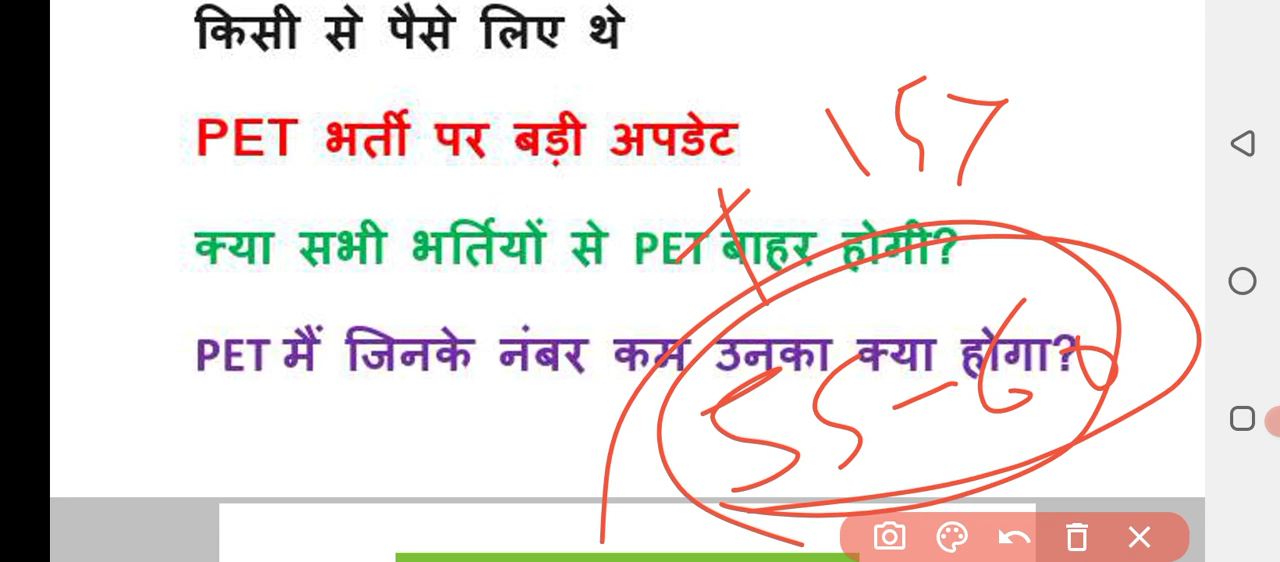 किसी से पैसे लिए थे
PET भर्ती पर बड़ी अपडेट
157
क्या सभी भर्तियों से PET बाहर होगी?
PET मैं जिनके नंबर कम उनका क्या होगा?
55-60